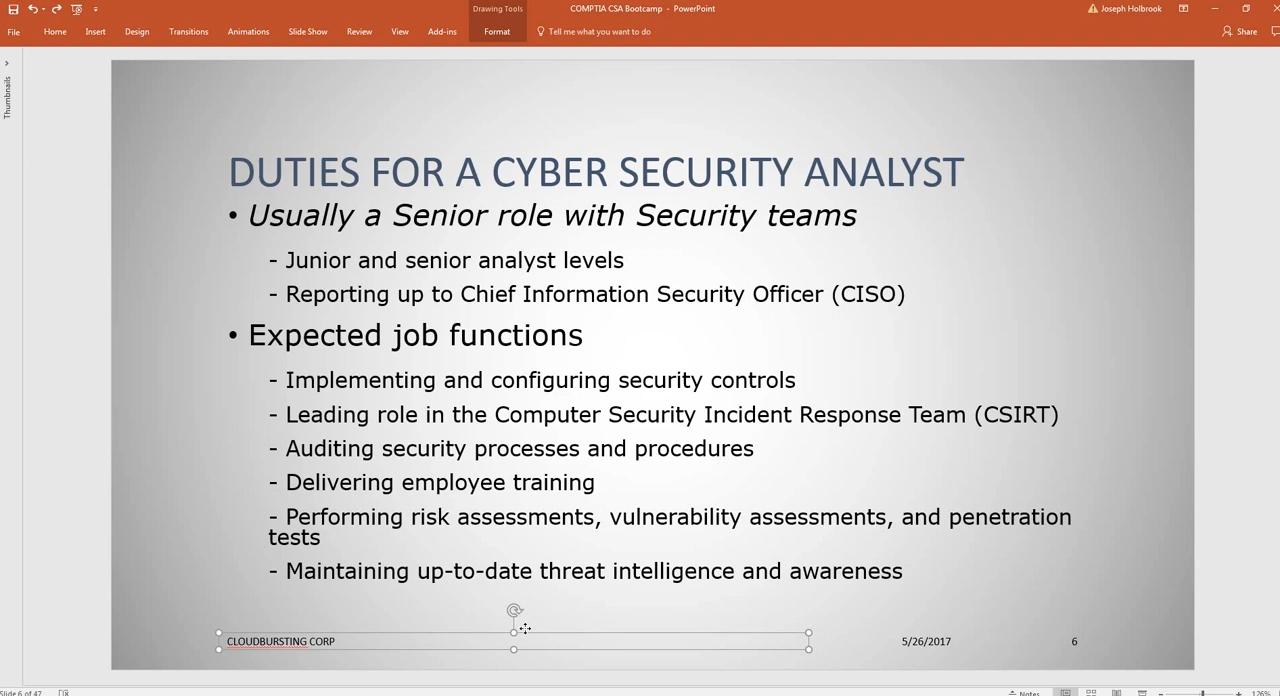 Drawing Tools
COMPTIA CSA Bootcamp - PowerPoint
Joseph Holbrook
File Home Insert Design Transitions Animations Slide Show Review View Add-ins Format Tell me what you want to do Share
Thumbnails
DUTIES FOR A CYBER SECURITY ANALYST
• Usually a Senior role with Security teams
- Junior and senior analyst levels
- Reporting up to Chief Information Security Officer (CISO)
• Expected job functions
- Implementing and configuring security controls
- Leading role in the Computer Security Incident Response Team (CSIRT)
- Auditing security processes and procedures
- Delivering employee training
- Performing risk assessments, vulnerability assessments, and penetration
tests
- Maintaining up-to-date threat intelligence and awareness
CLOUDBURSTING CORP 5/26/2017 6
Slide 6 of 47 Notes 126%